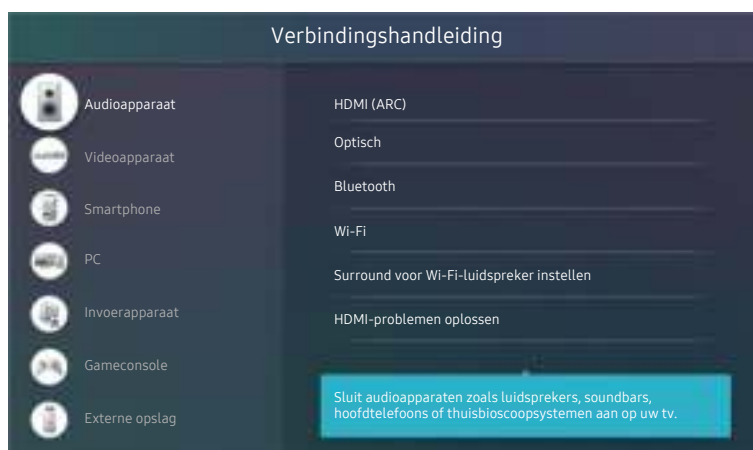 Verbindingshandleiding
Audioapparaat
Videoapparaat
Smartphone
PC
Invoerapparaat
Gameconsole
Externe opslag
HDMI (ARC)
Optisch
Bluetooth
Wi-Fi
Surround voor Wi-Fi-luidspreker instellen
HDMI-problemen oplossen
Sluit audioapparaten zoals luidsprekers, soundbars,
hoofdtelefoons of thuisbioscoopsystemen aan op uw tv.